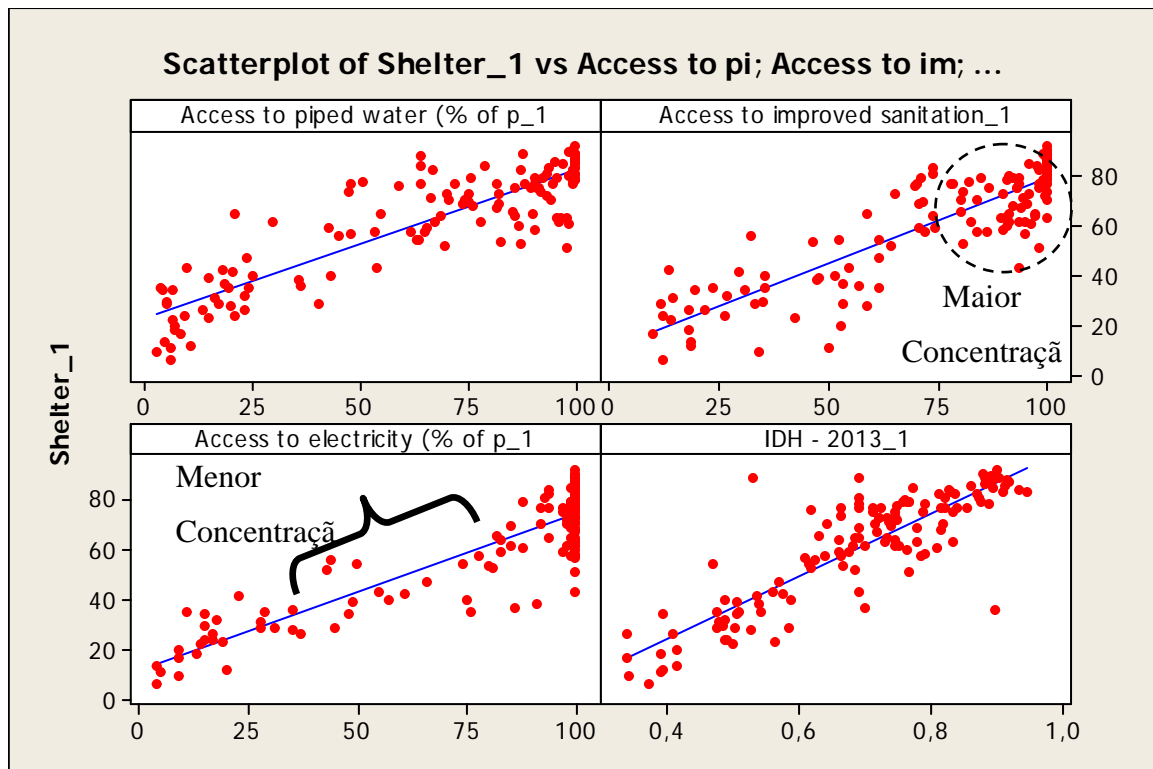 Scatterplot of Shelter_1 vs Access to pi; Access to im; ...
Access to piped water (% of p_1
Access to improved sanitation_1
80
60
40
20
0
Maior
Concentraçã
0 25 50 75 100
0 25 50 75 100
Shelter_1
Access to electricity (% of p_1
IDH - 2013_1
80
60
40
20
0
Menor
Concentraçã
0 25 50 75 100
0,4 0,6 0,8 1,0